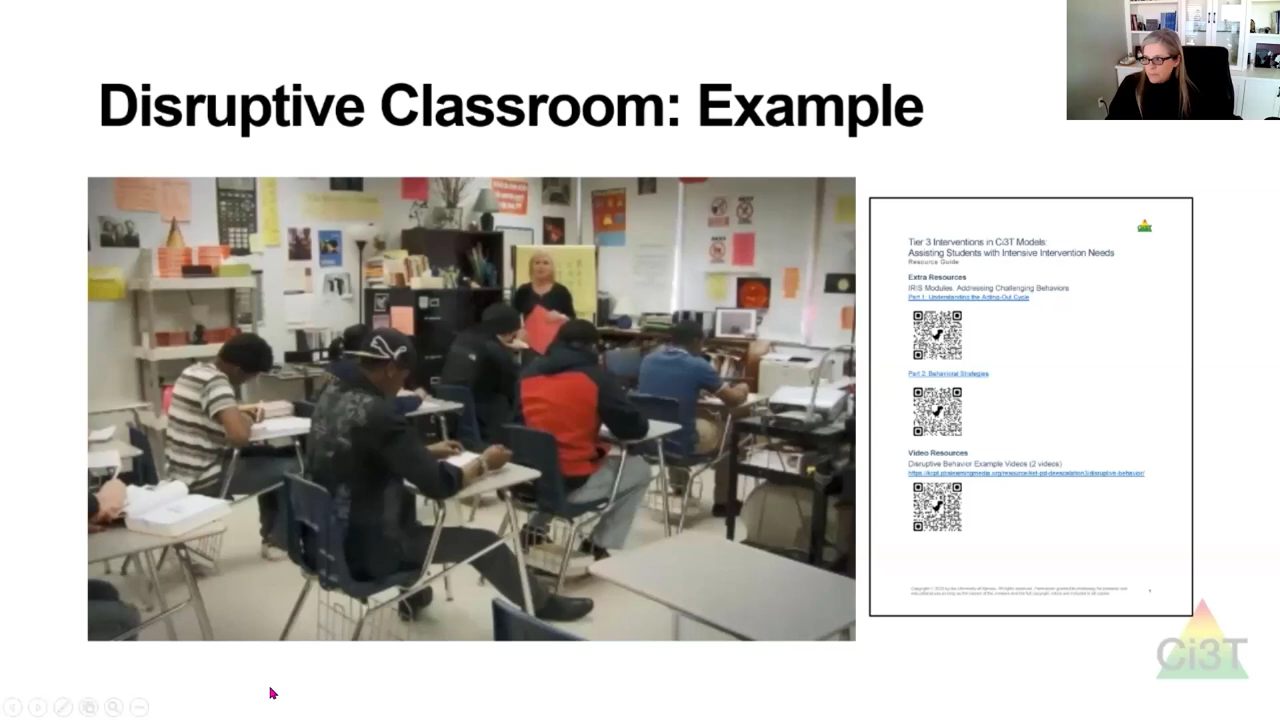 Disruptive Classroom: Example
Tier 3 Interventions in Ci3T Models:
Assisting Students with Intensive Intervention Needs
Resource Guide
Extra Resources
IRIS Modules. Addressing Challenging Behaviors
Part 1: Understanding the Acting-Out Cycle
Part 2: Behavioral Strategies
Video Resources
Disruptive Behavior Example Videos (2 videos)
Ci3T